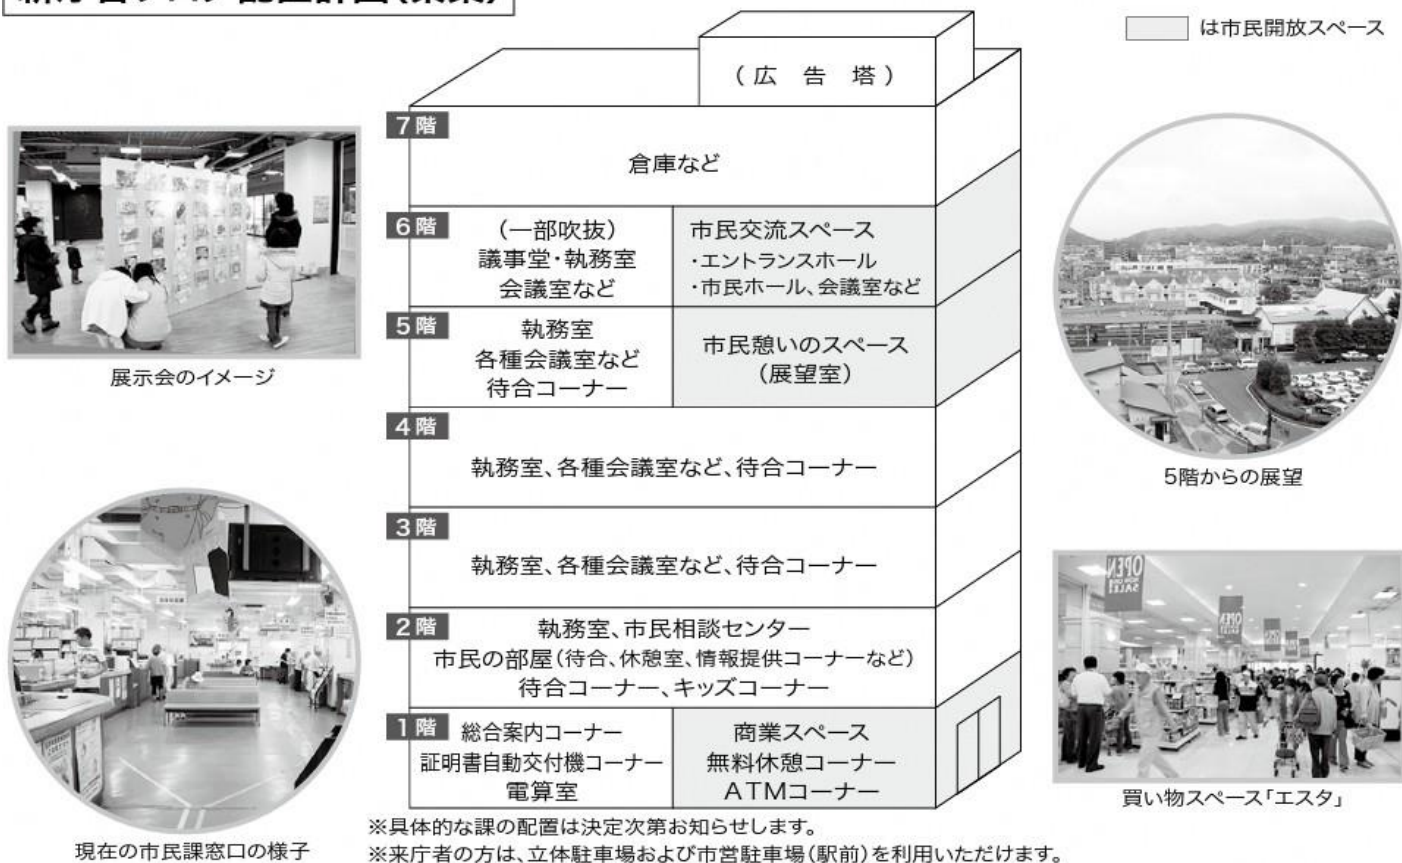 は市民開放スペース
(広 告 塔)
7階
倉庫など
6階
(一部吹抜)
議事堂・執務室
会議室など
市民交流スペース
・エントランスホール
・市民ホール、会議室など
5階
執務室
各種会議室など
待合コーナー
市民憩いのスペース
(展望室)
4階
執務室、各種会議室など、待合コーナー
3階
執務室、各種会議室など、待合コーナー
2階
執務室、市民相談センター
市民の部屋(待合、休憩室、情報提供コーナーなど)
待合コーナー、キッズコーナー
1階
総合案内コーナー
証明書自動交付機コーナー
電算室
商業スペース
無料休憩コーナー
ATMコーナー
展示会のイメージ
現在の市民課窓口の様子
5階からの展望
OPEN
SALE!
買い物スペース「エスタ」
※具体的な課の配置は決定次第お知らせします。
※来庁者の方は、立体駐車場および市営駐車場(駅前)を利用いただけます。